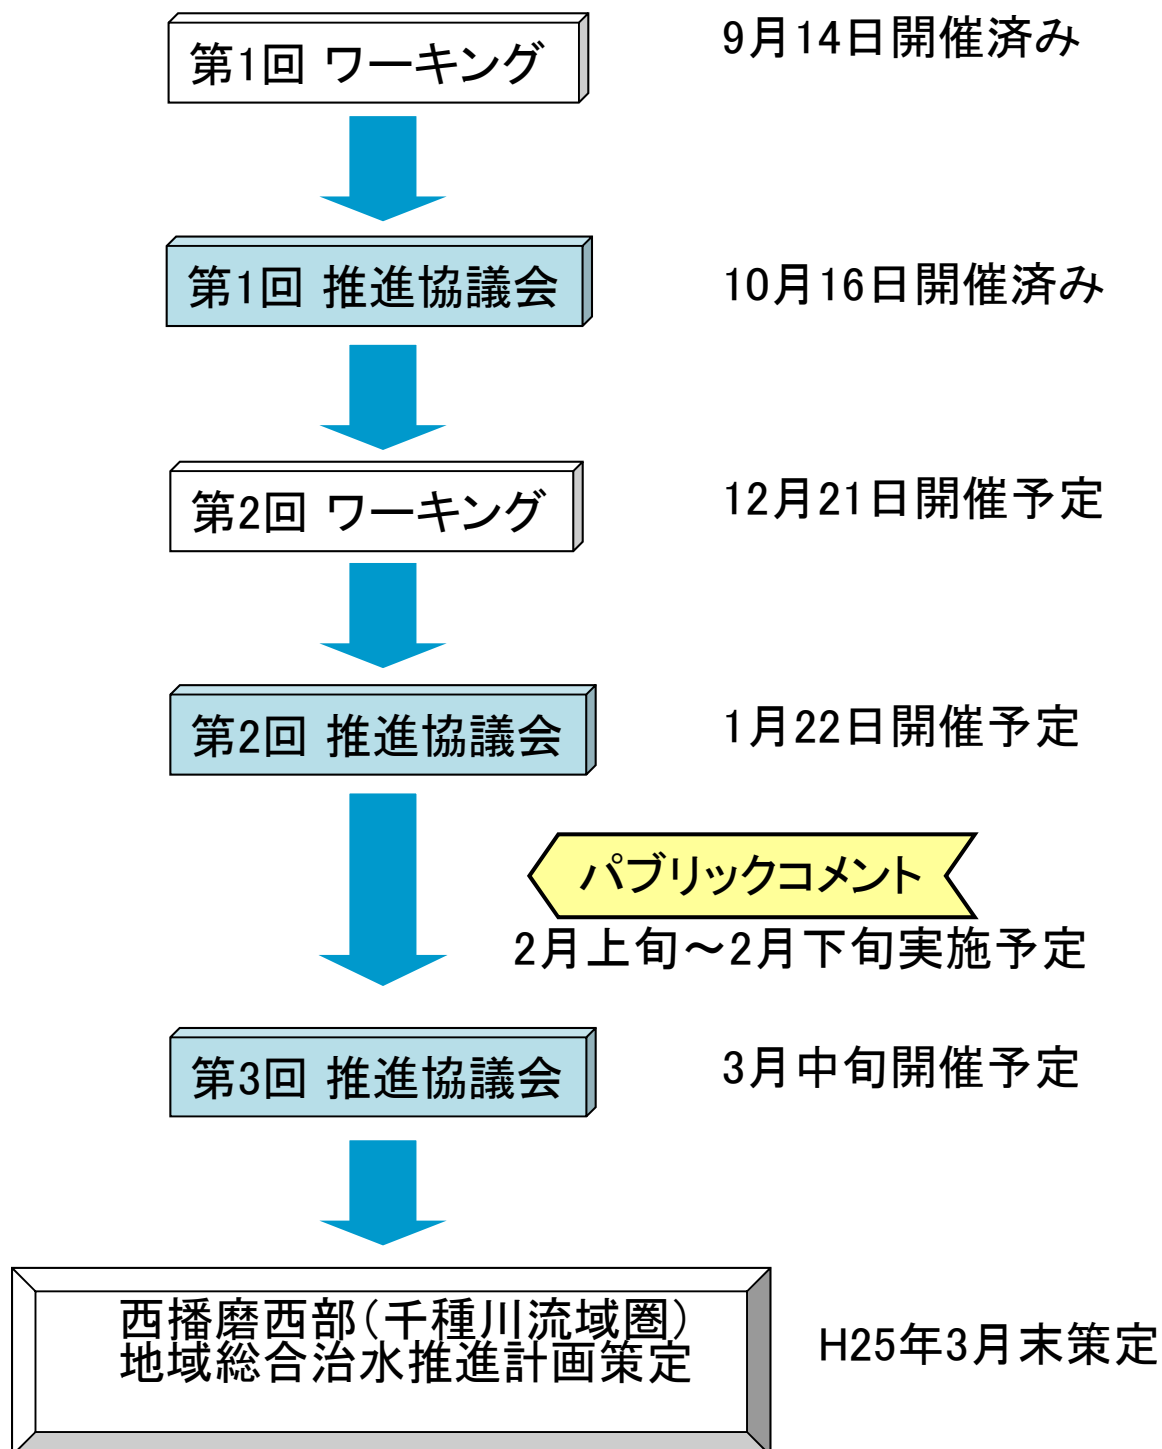 第1回 ワーキング
9月14日開催済み
第1回 推進協議会
10月16日開催済み
第2回 ワーキング
12月21日開催予定
第2回 推進協議会
1月22日開催予定
パブリックコメント
2月上旬～2月下旬実施予定
第3回 推進協議会
3月中旬開催予定
西播磨西部(千種川流域圏)
地域総合治水推進計画策定
H25年3月末策定